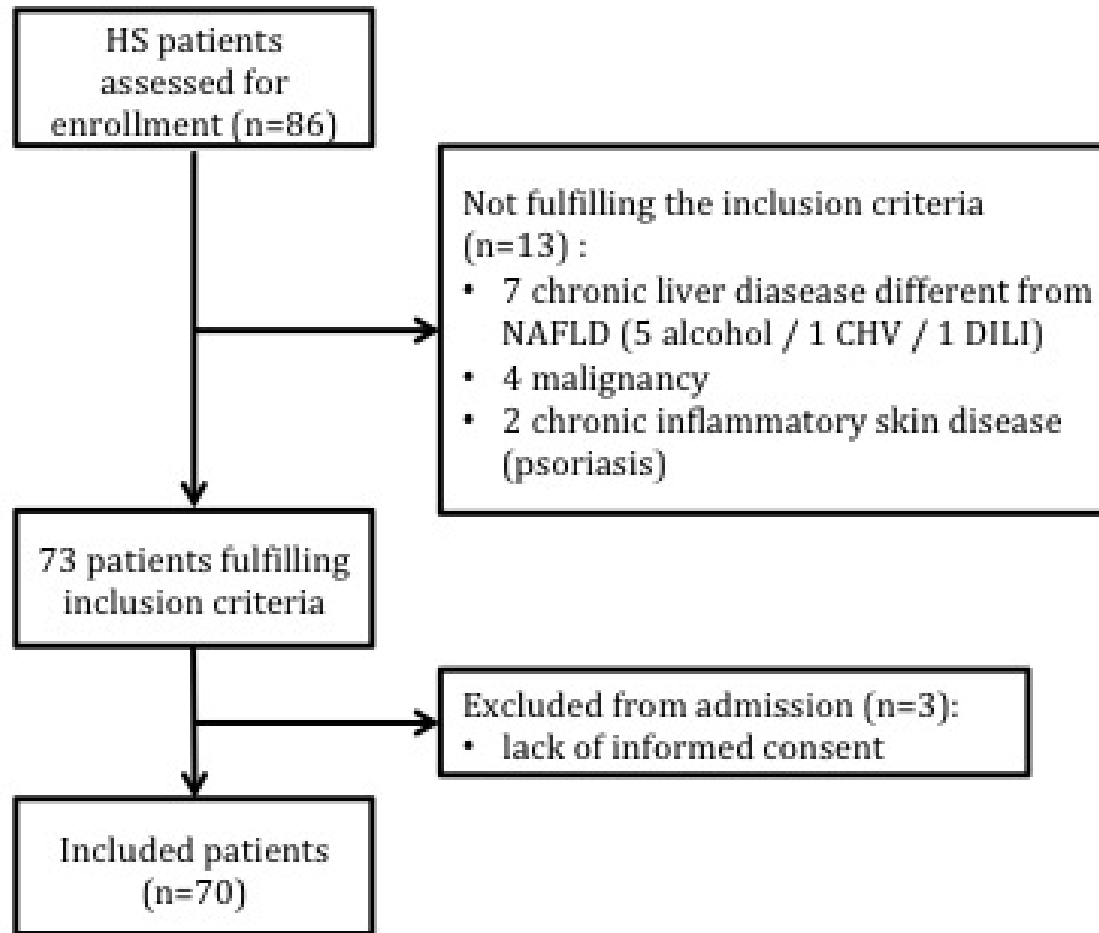 HS patients
assessed for
enrollment (n=86)
Not fulfilling the inclusion criteria
(n=13) :
• 7 chronic liver diasease different from
NAFLD (5 alcohol / 1 CHV / 1 DILI)
• 4 malignancy
• 2 chronic inflammatory skin disease
(psoriasis)
73 patients fulfilling
inclusion criteria
Excluded from admission (n=3):
• lack of informed consent
Included patients
(n=70)